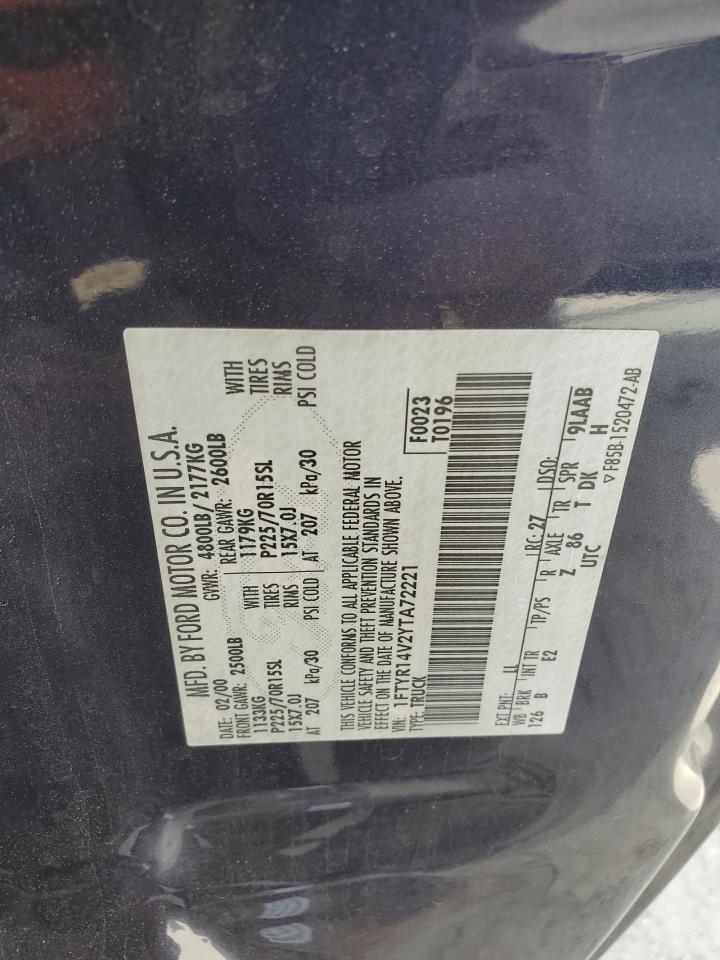 MFD. BY FORD MOTOR CO. IN U.S.A.
DATE: 02/00 GVWR: 4800LB/ 2177KG
FRONT GAWR: 2500LB REAR GAWR: 2600LB
1133KG WITH 1179KG WITH
P225/70R15SL TIRES P225/70R15SL TIRES
15X7.0J RIMS 15X7.0J RIMS
AT 207 kPa/30 PSI COLD AT 207 kPa/30 PSI COLD
THIS VEHICLE CONFORMS TO ALL APPLICABLE FEDERAL MOTOR
VEHICLE SAFETY AND THEFT PREVENTION STANDARDS IN
EFFECT ON THE DATE OF MANUFACTURE SHOWN ABOVE.
VIN: 1FTYR14V2YTA72221
TYPE: TRUCK
F0023
T0196
EXT PNT: LL RC: 27 DSO:
WB BRK INT TR TP/PS R AXLE TR SPR
126 B E2 Z 86 T DK 9LAAB
UTC H
▽ F85B-1520472-AB